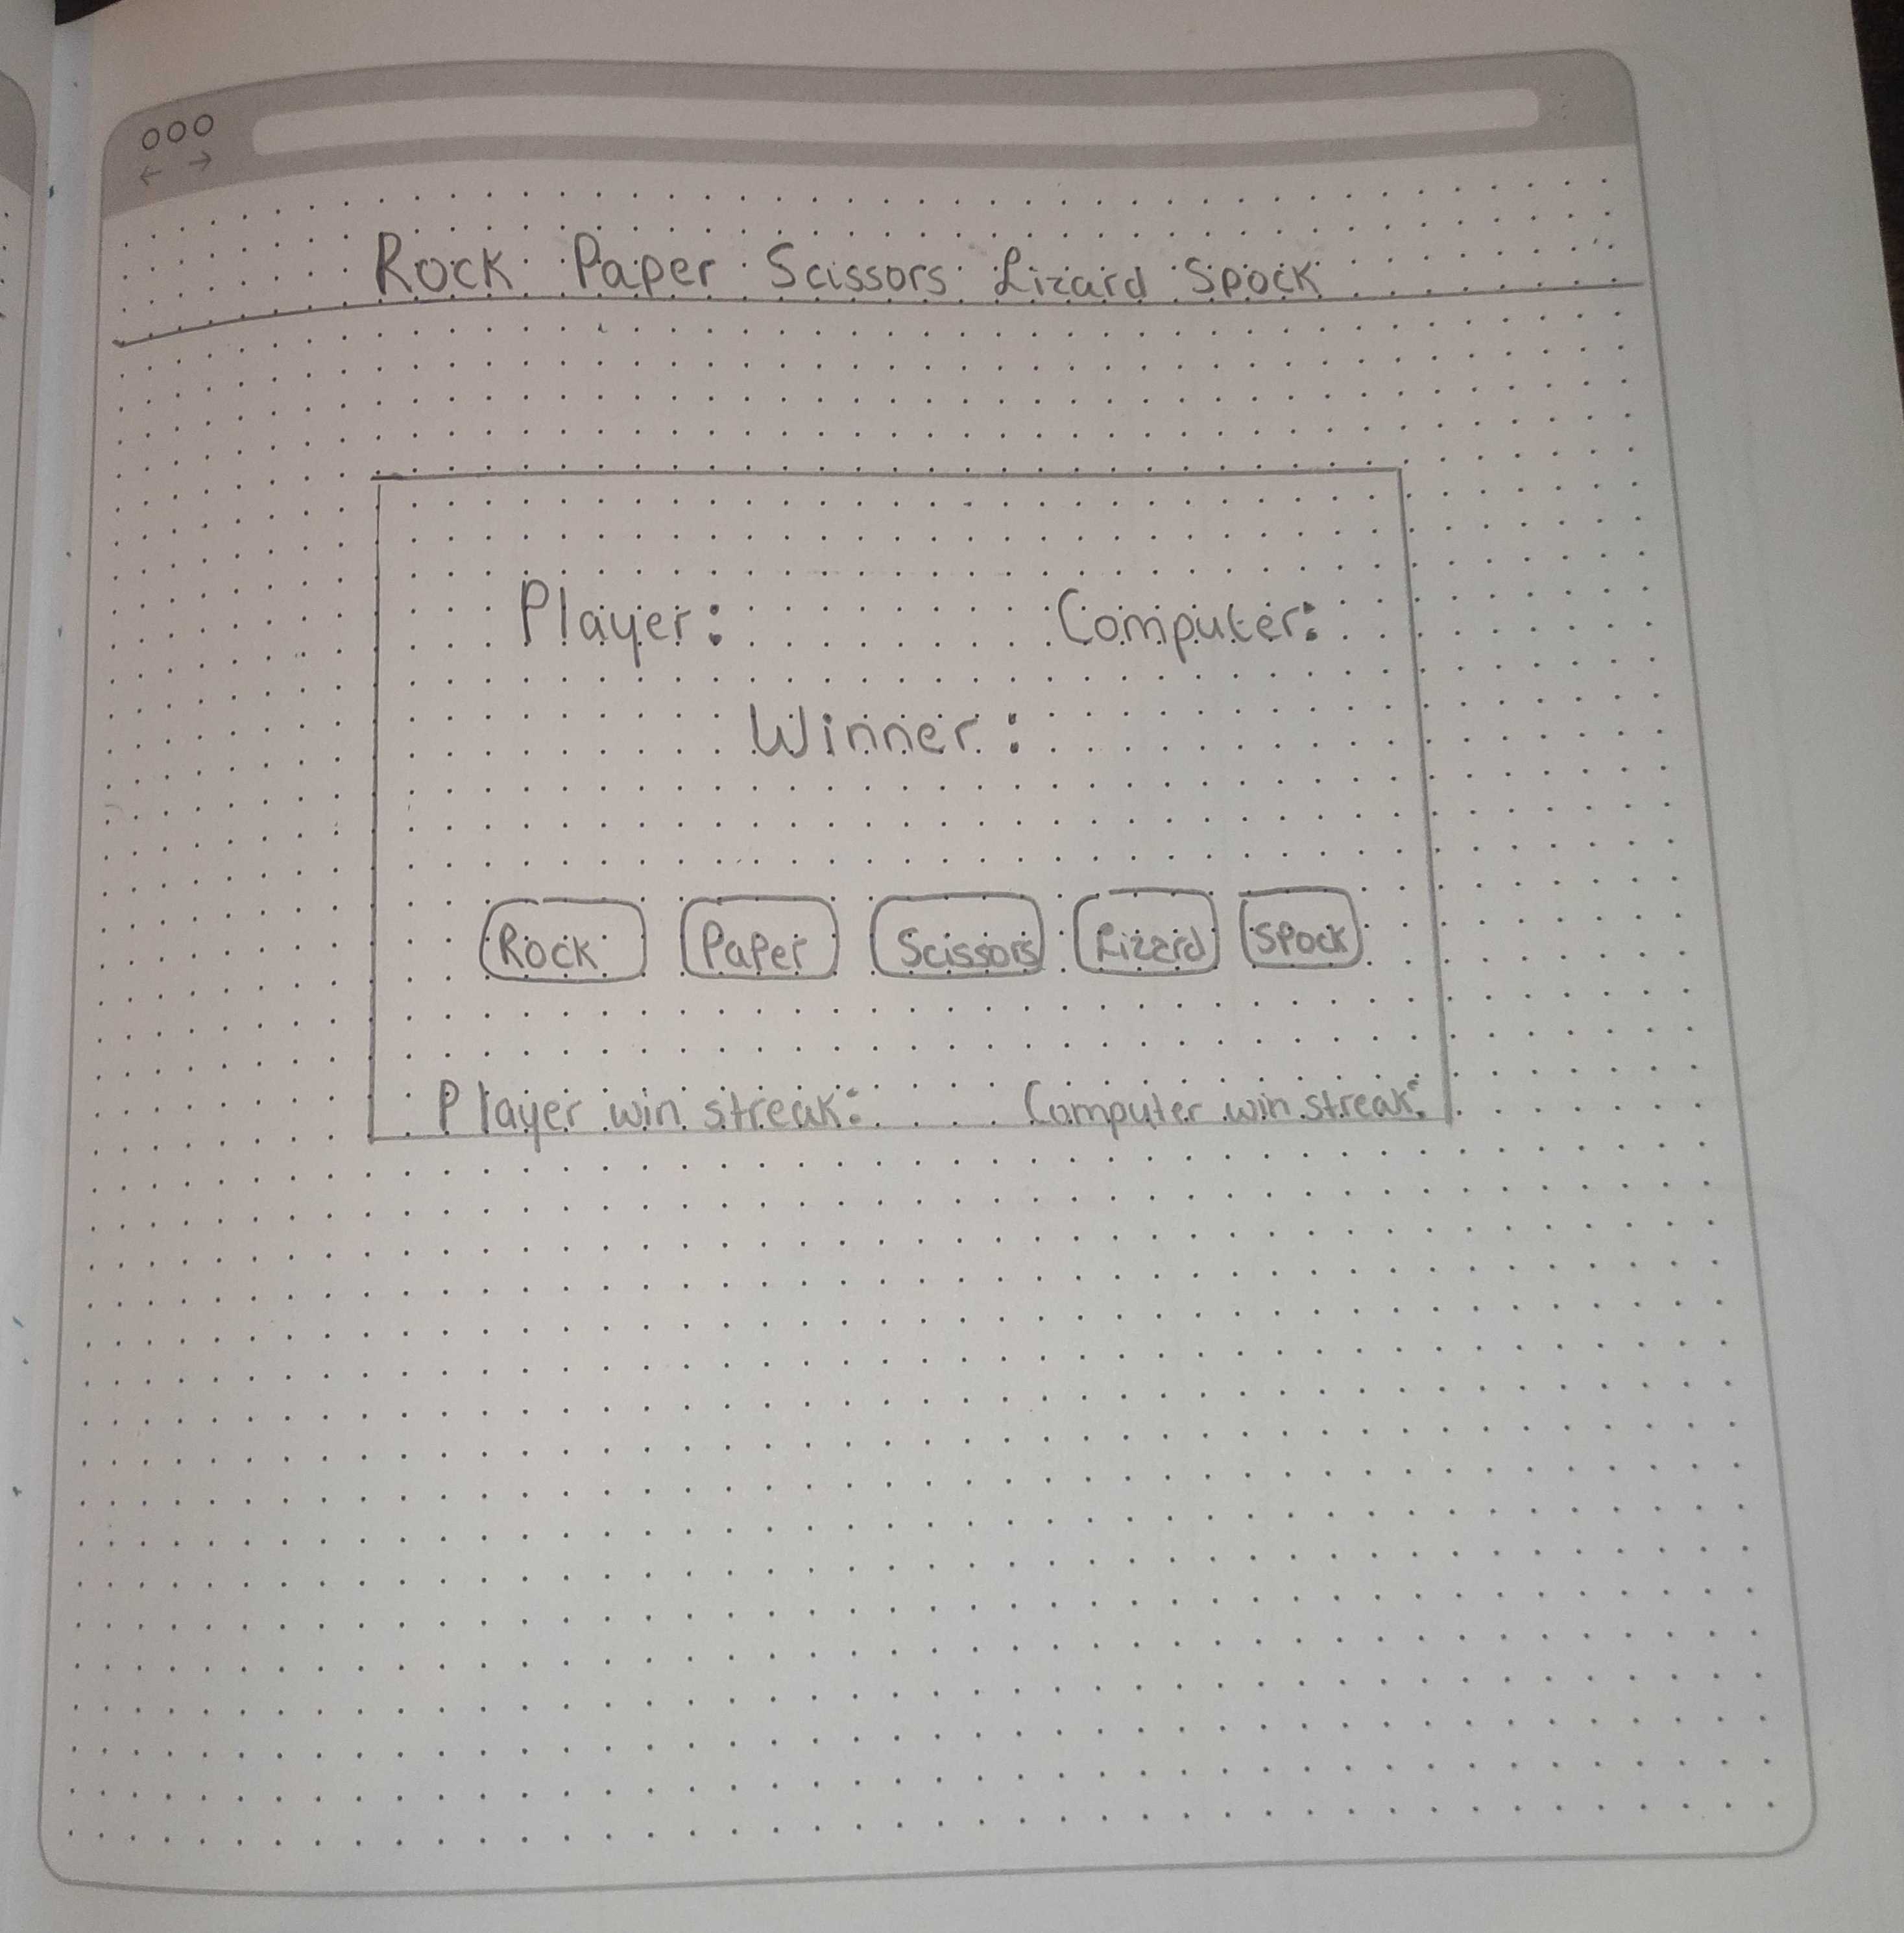 Rock Paper Scissors Lizard Spock
Player: Computer:
Winner:
Rock Paper Scissors Lizard Spock
Player win streak: Computer win streak: